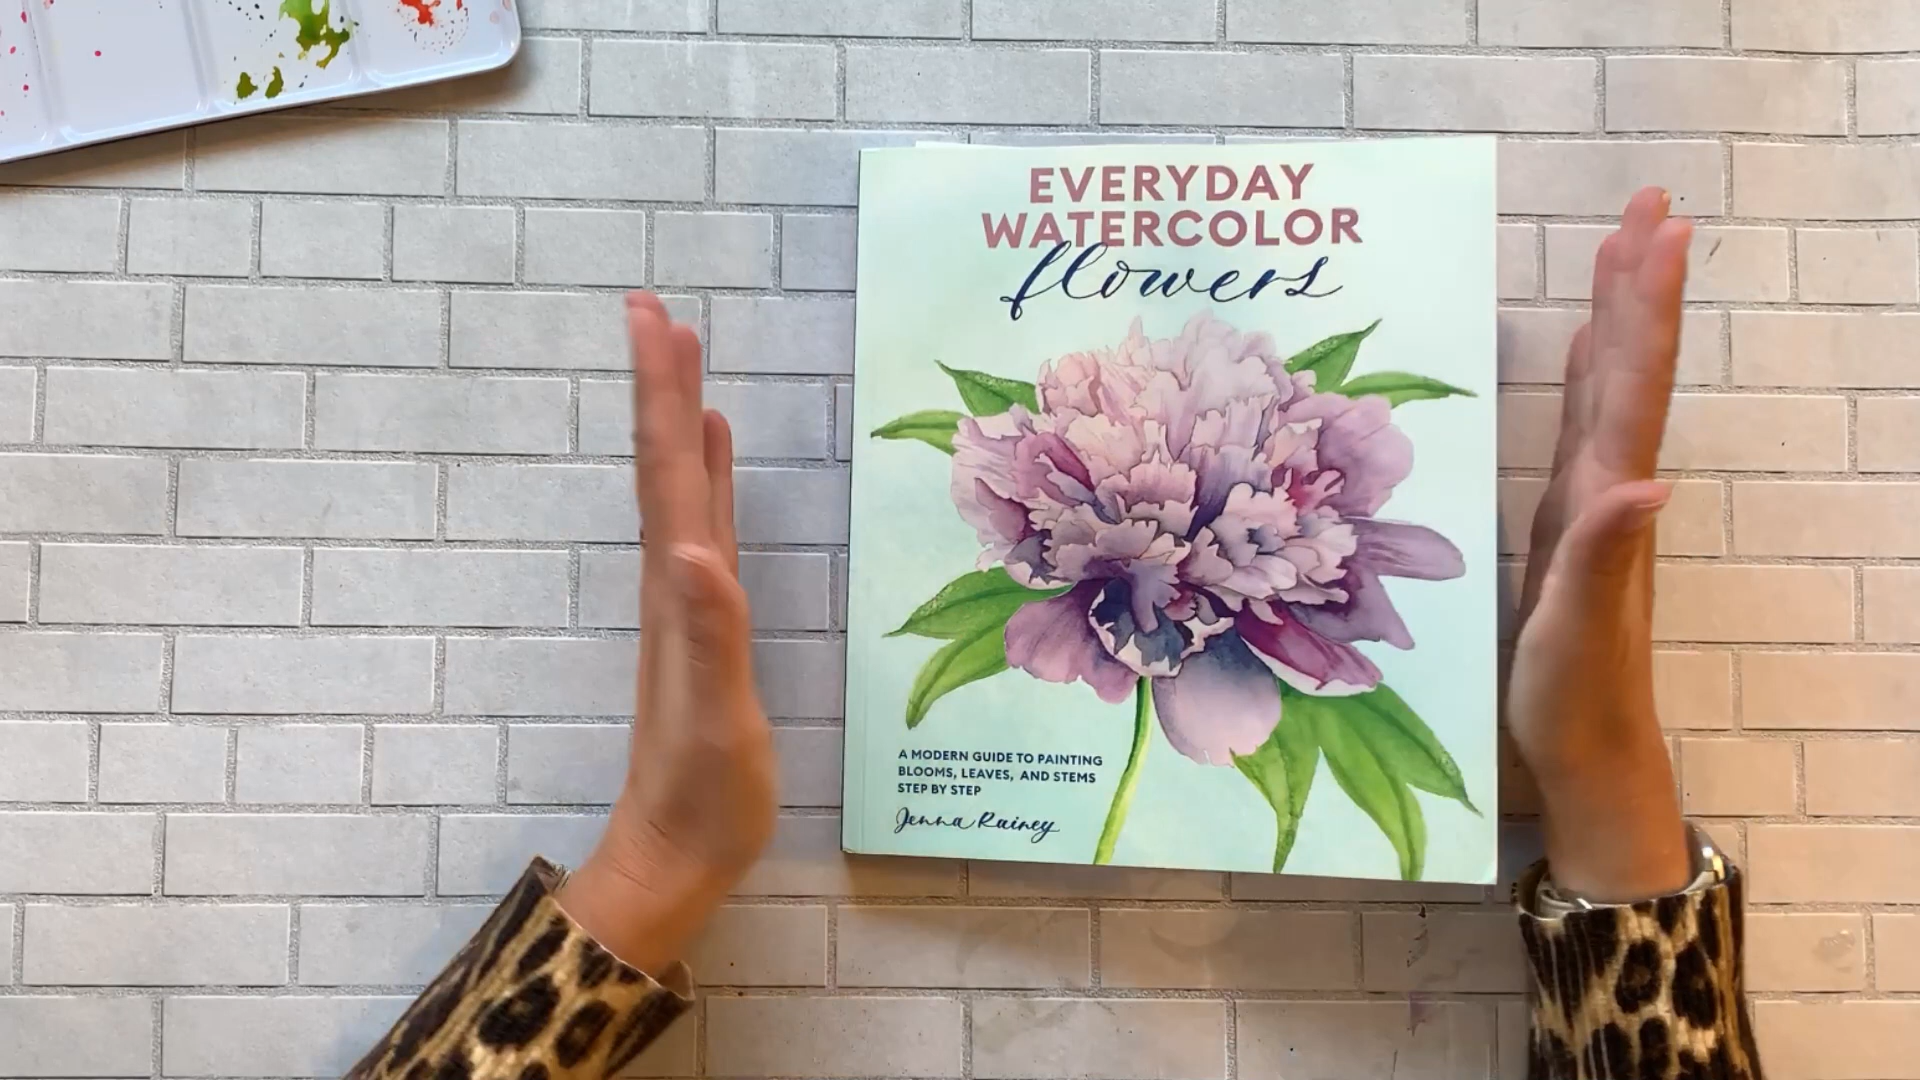 EVERYDAY
WATERCOLOR
flowers
A MODERN GUIDE TO PAINTING
BLOOMS, LEAVES, AND STEMS
STEP BY STEP
Jenna Rainey